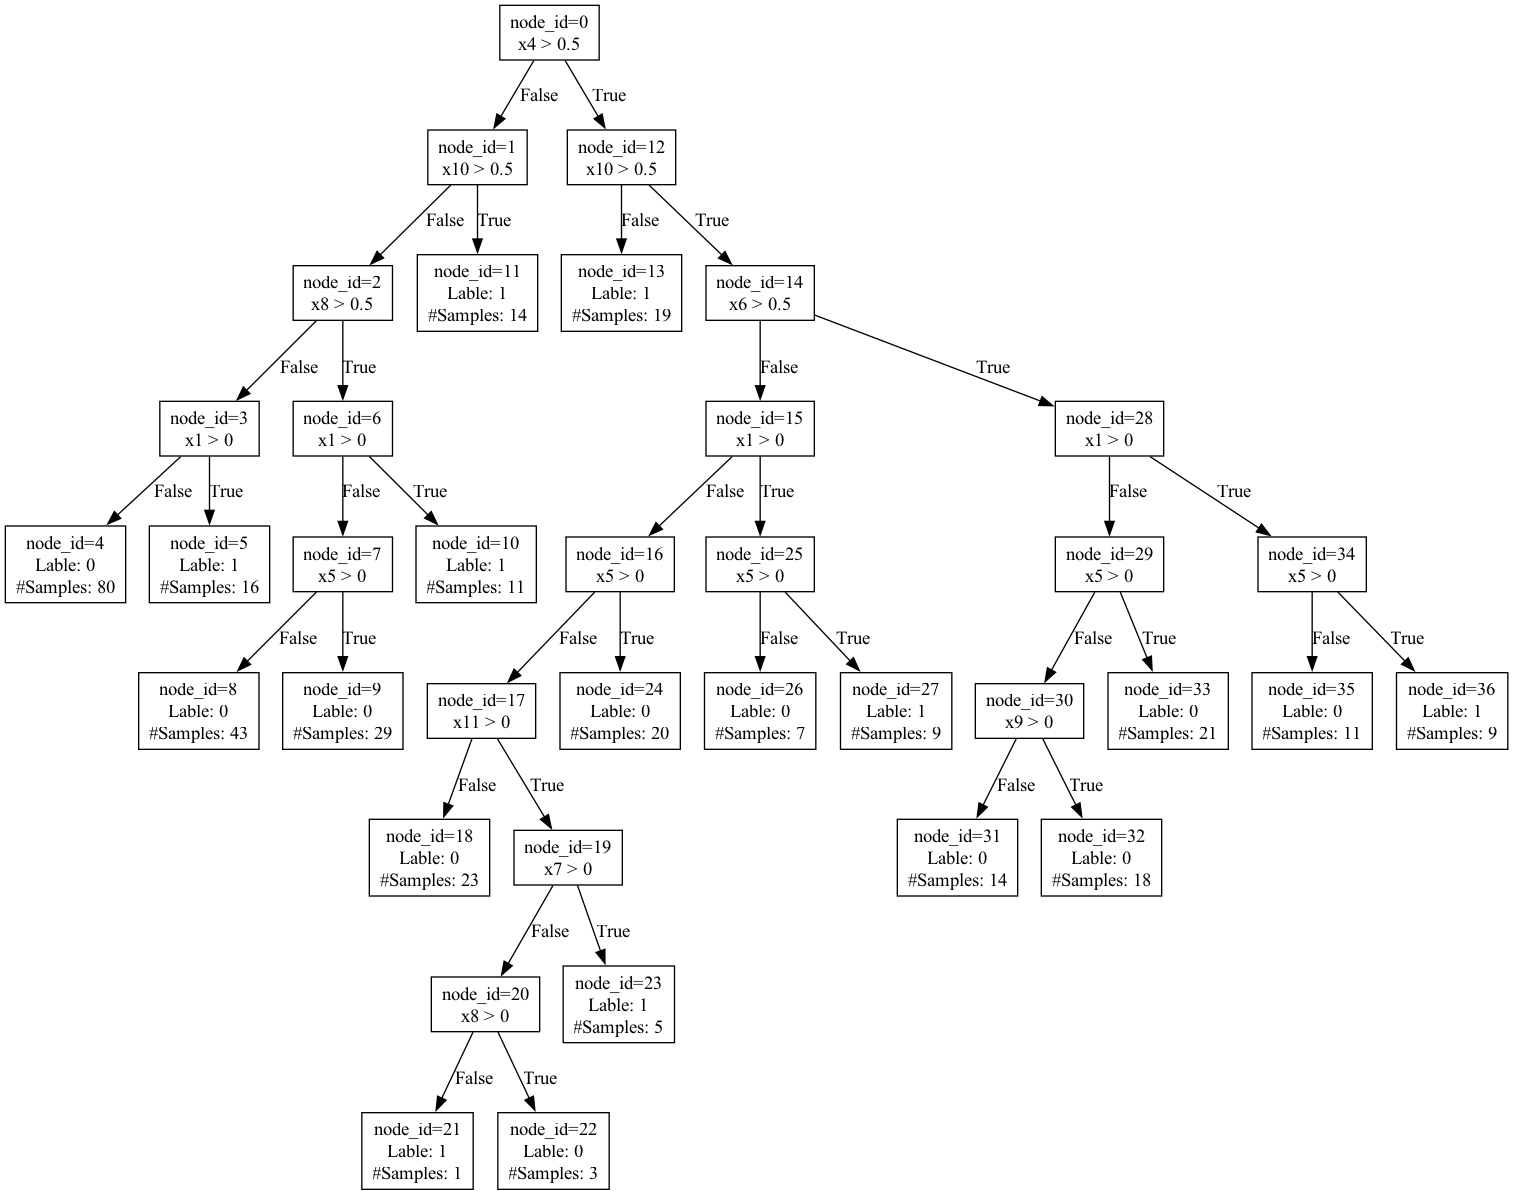 node_id=0
x4 > 0.5
False
True
node_id=1
x10 > 0.5
node_id=12
x10 > 0.5
False
True
False
True
node_id=2
x8 > 0.5
node_id=11
Lable: 1
#Samples: 14
node_id=13
Lable: 1
#Samples: 19
node_id=14
x6 > 0.5
False
True
False
True
node_id=3
x1 > 0
node_id=6
x1 > 0
node_id=15
x1 > 0
node_id=28
x1 > 0
False
True
False
True
False
True
False
True
node_id=4
Lable: 0
#Samples: 80
node_id=5
Lable: 1
#Samples: 16
node_id=7
x5 > 0
node_id=10
Lable: 1
#Samples: 11
node_id=16
x5 > 0
node_id=25
x5 > 0
node_id=29
x5 > 0
node_id=34
x5 > 0
False
True
False
True
False
True
False
True
False
True
node_id=8
Lable: 0
#Samples: 43
node_id=9
Lable: 0
#Samples: 29
node_id=17
x11 > 0
node_id=24
Lable: 0
#Samples: 20
node_id=26
Lable: 0
#Samples: 7
node_id=27
Lable: 1
#Samples: 9
node_id=30
x9 > 0
node_id=33
Lable: 0
#Samples: 21
node_id=35
Lable: 0
#Samples: 11
node_id=36
Lable: 1
#Samples: 9
False
True
False
True
node_id=18
Lable: 0
#Samples: 23
node_id=19
x7 > 0
node_id=31
Lable: 0
#Samples: 14
node_id=32
Lable: 0
#Samples: 18
False
True
node_id=20
x8 > 0
node_id=23
Lable: 1
#Samples: 5
False
True
node_id=21
Lable: 1
#Samples: 1
node_id=22
Lable: 0
#Samples: 3